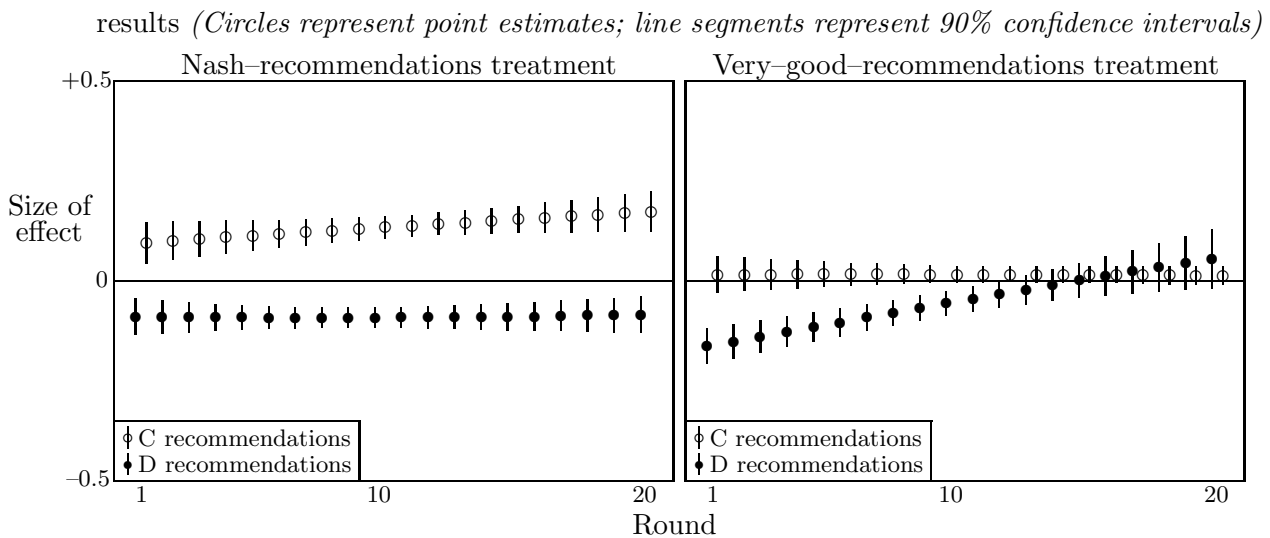 results (Circles represent point estimates; line segments represent 90% confidence intervals)
Nash–recommendations treatment
Very–good–recommendations treatment
+0.5
Size of
effect
0
–0.5
C recommendations
D recommendations
C recommendations
D recommendations
1 10 20 1 10 20
Round